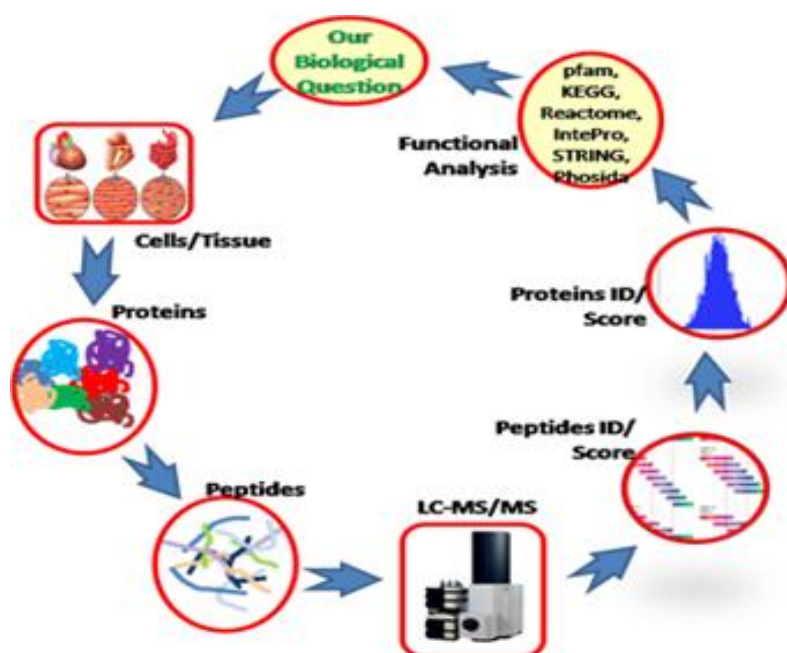 Our
Biological
Question
pfam,
KEGG,
Reactome,
IntePro,
STRING,
Phosida
Functional
Analysis
Cells/Tissue
Proteins
Proteins ID/
Score
Peptides ID/
Score
Peptides
LC-MS/MS